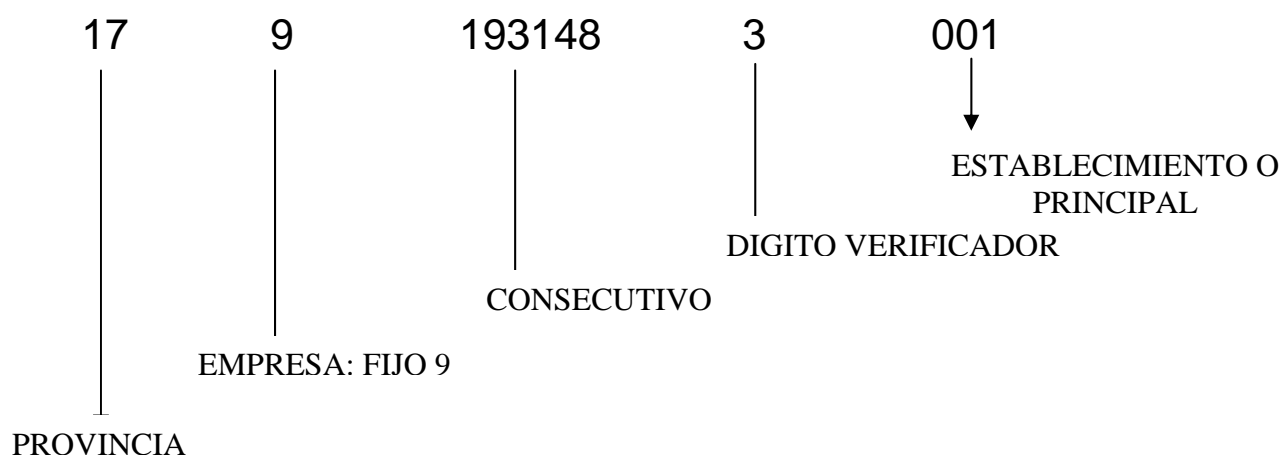 17 9 193148 3 001
ESTABLECIMIENTO O
PRINCIPAL
DIGITO VERIFICADOR
CONSECUTIVO
EMPRESA: FIJO 9
PROVINCIA